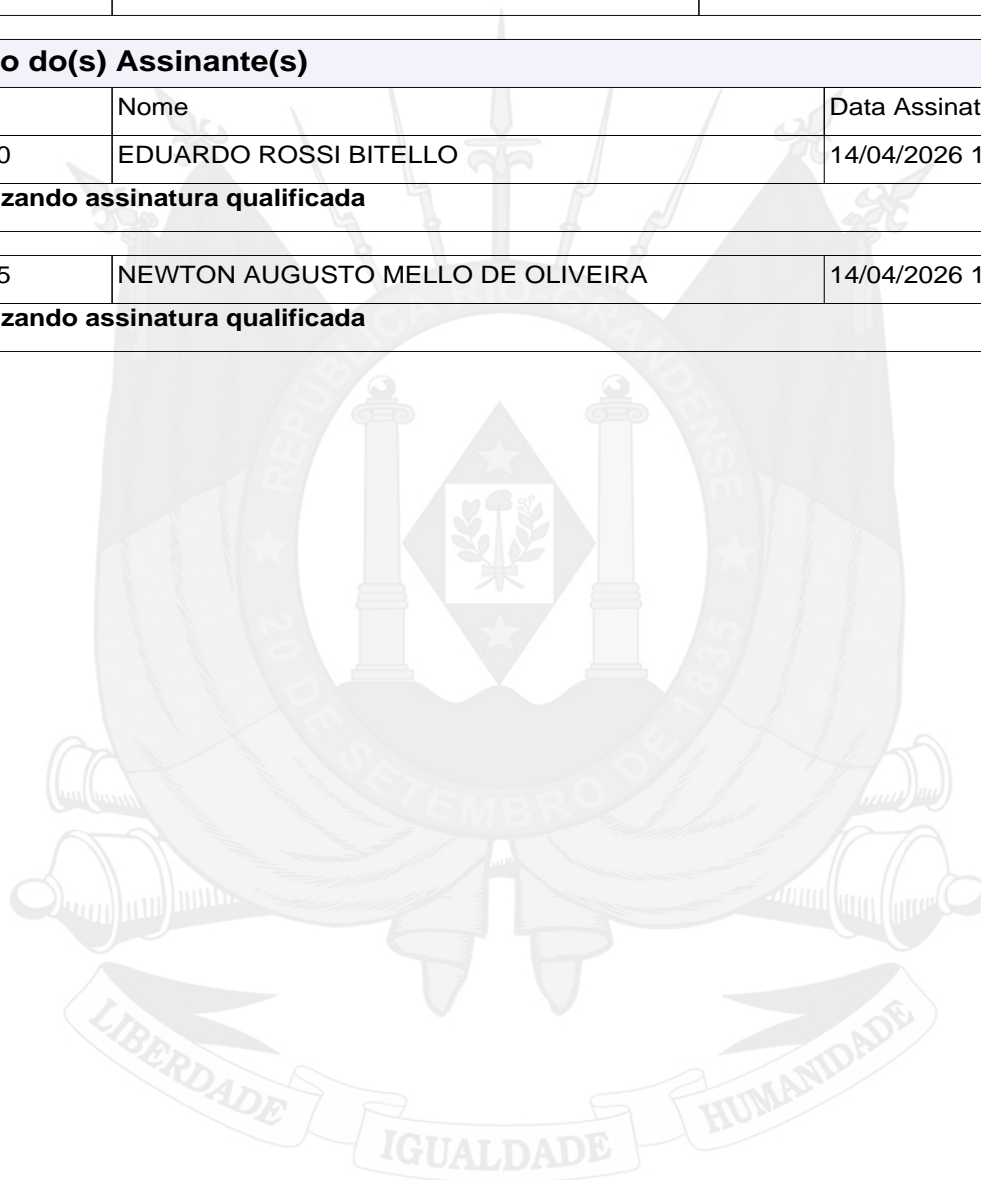 o do(s) Assinante(s)
Nome Data Assinat
0 EDUARDO ROSSI BITELLO 14/04/2026 1
zando assinatura qualificada
5 NEWTON AUGUSTO MELLO DE OLIVEIRA 14/04/2026 1
zando assinatura qualificada
REPÚBLICA RIO-GRANDENSE
20 DE SETEMBRO DE 1835
LIBERDADE
IGUALDADE
HUMANIDADE